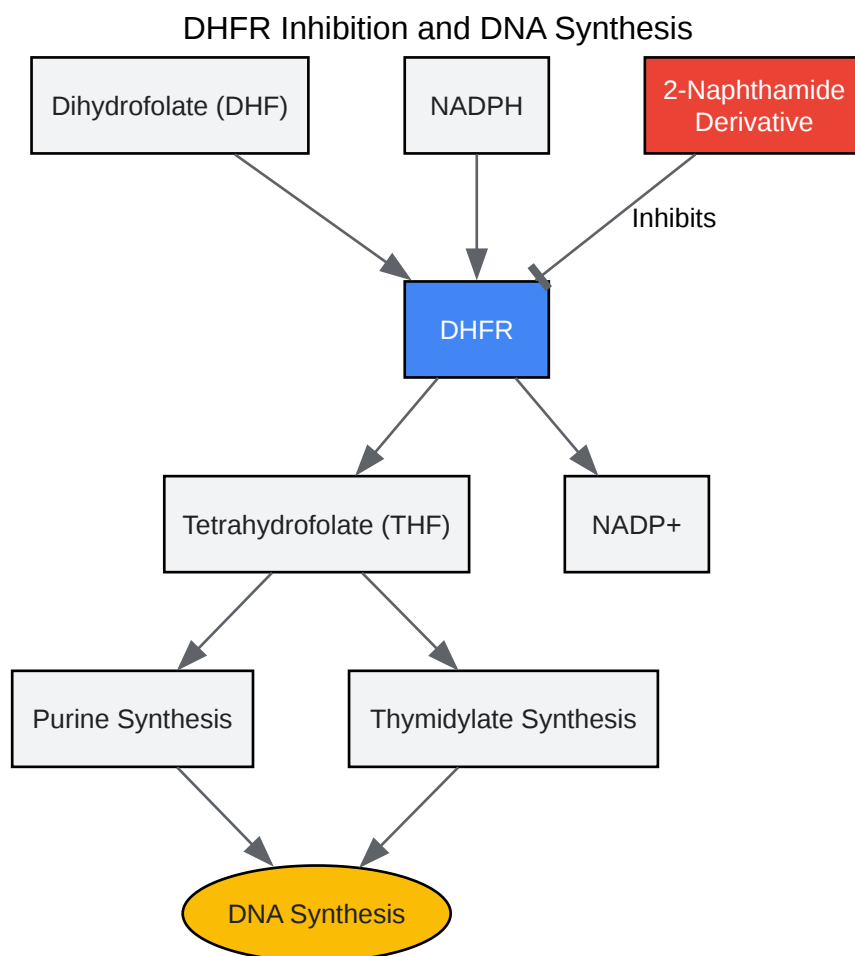 DHFR Inhibition and DNA Synthesis
Dihydrofolate (DHF)
NADPH
2-Naphthamide
Derivative
Inhibits
DHFR
Tetrahydrofolate (THF)
NADP+
Purine Synthesis
Thymidylate Synthesis
DNA Synthesis